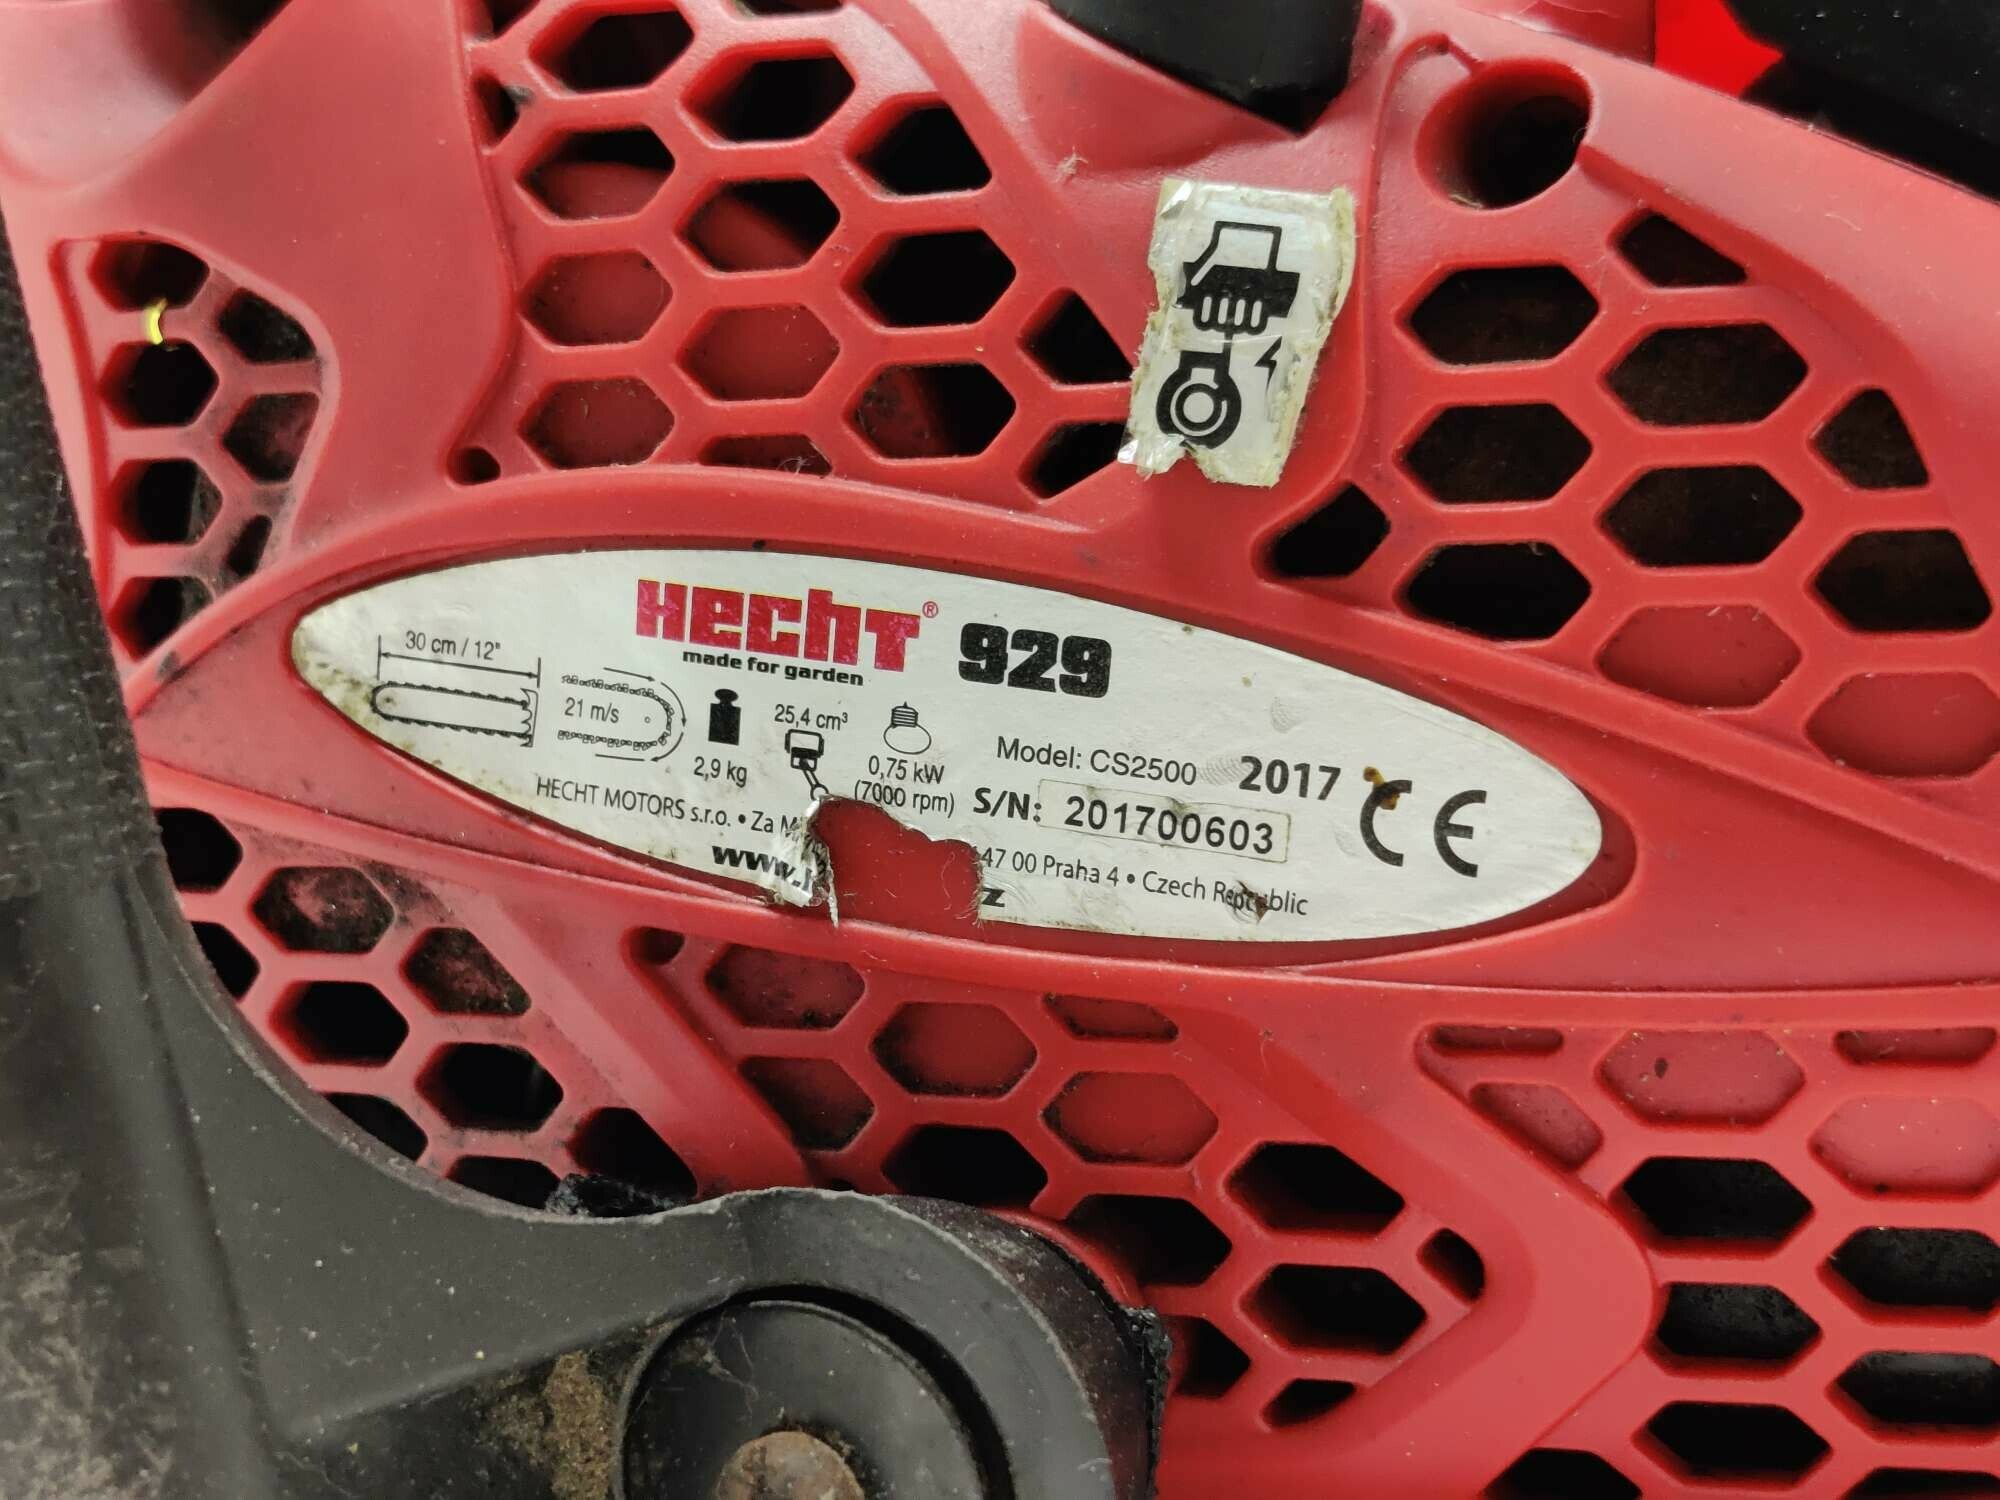 HECHT® 929
made for garden
30 cm / 12"
21 m/s
2,9 kg
25,4 cm³
0,75 kW
(7000 rpm)
Model: CS2500 2017 CE
S/N: 201700603
HECHT MOTORS s.r.o. • Za 47 00 Praha 4 • Czech Republic
www.